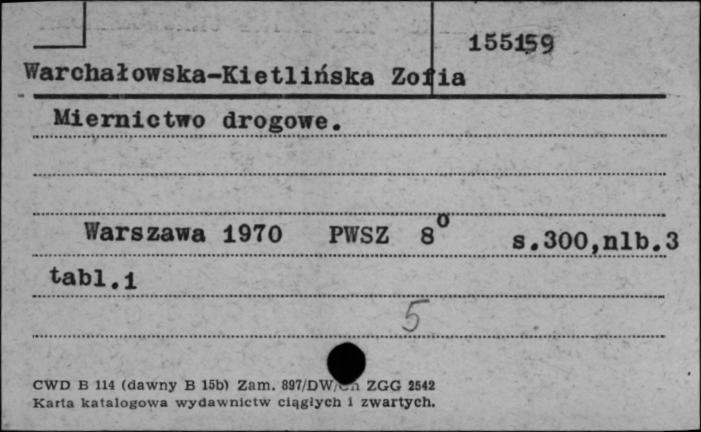 155159
Warchałowska-Kietlińska Zofia
Miernictwo drogowe.
Warszawa 1970 PWSZ 8° s.300,nlb.3
tabl.1
5
CWD B 114 (dawny B 15b) Zam. 897/DW/ ZGG 2542
Karta katalogowa wydawnictw ciągłych i zwartych.